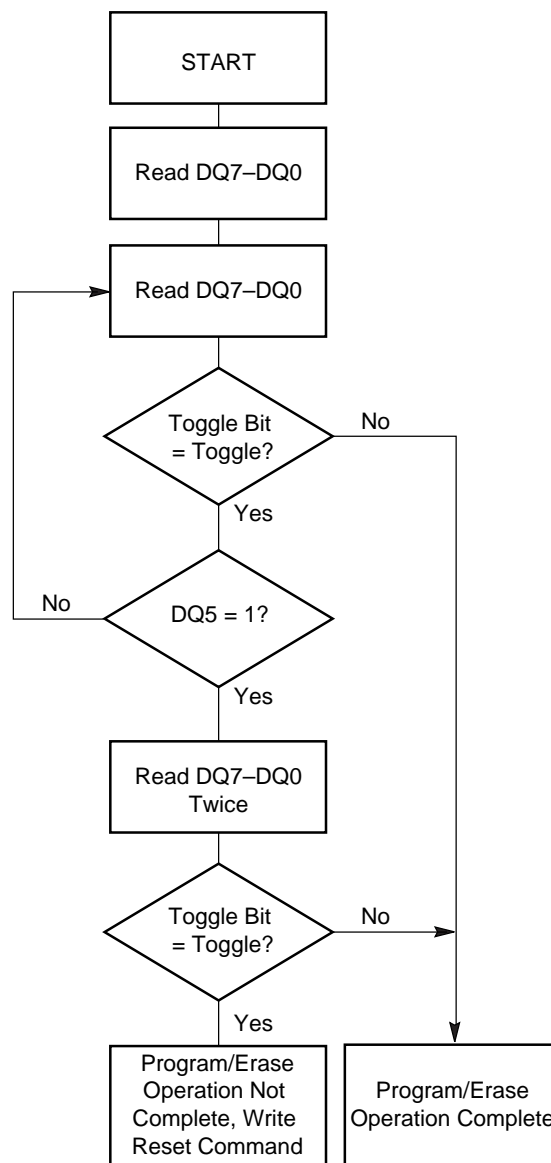 START
Read DQ7–DQ0
Read DQ7–DQ0
Toggle Bit
= Toggle?
No
Yes
No
DQ5 = 1?
Yes
Read DQ7–DQ0
Twice
Toggle Bit
= Toggle?
No
Yes
Program/Erase
Operation Not
Complete, Write
Reset Command
Program/Erase
Operation Complete